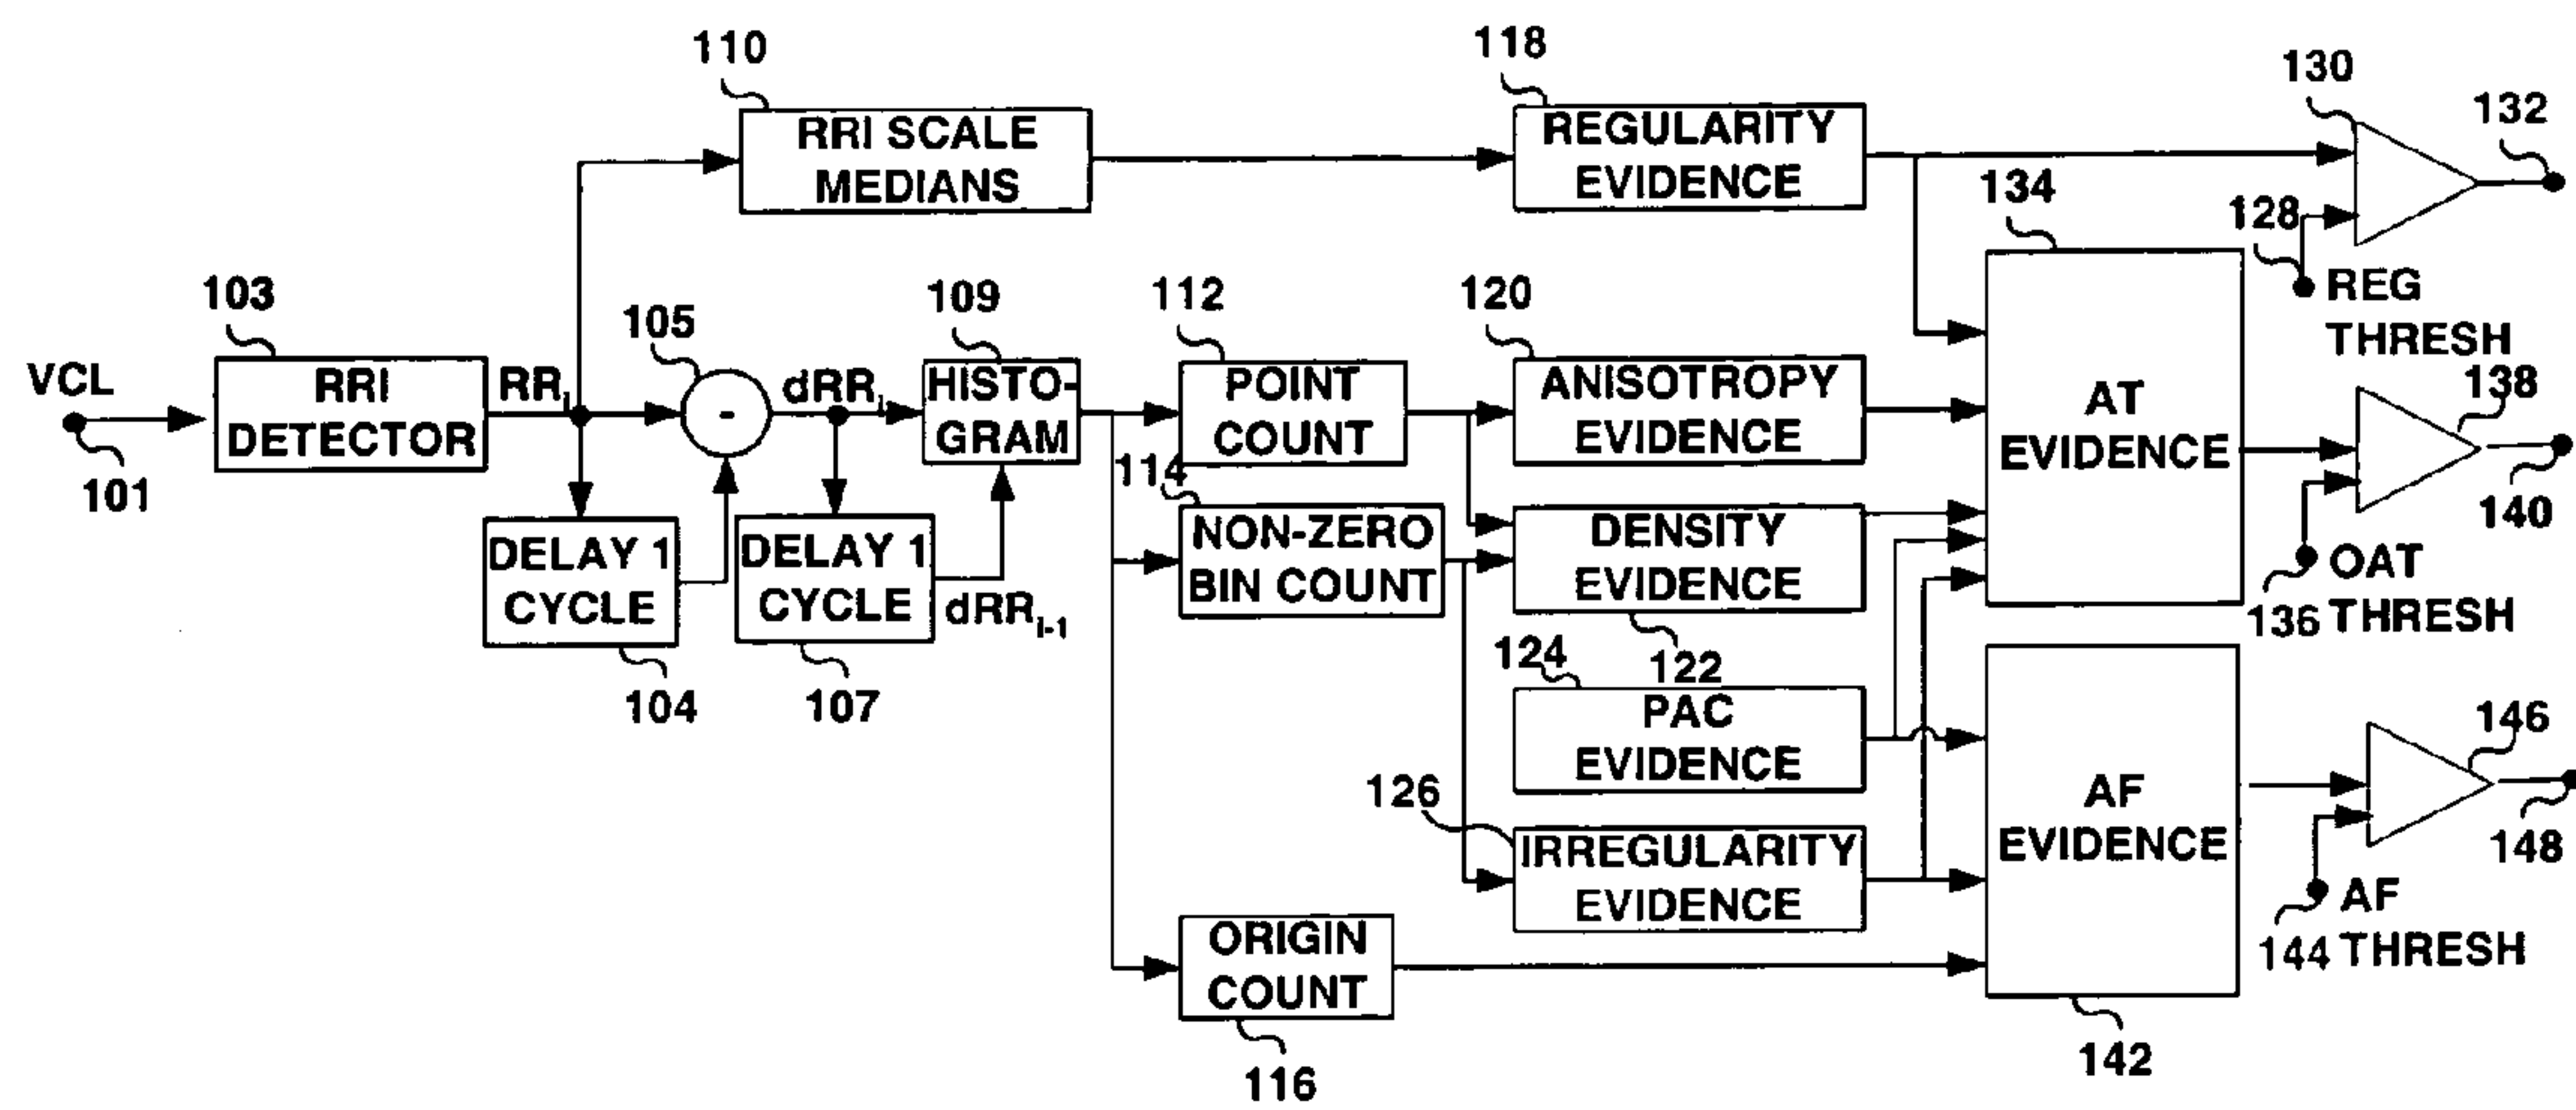 110
118
130
132
RRI SCALE
MEDIANS
REGULARITY
EVIDENCE
134
128
REG
THRESH
103
105
109
112
120
VCL
RRI
DETECTOR
RRi
-
dRRi
HISTO-
GRAM
POINT
COUNT
ANISOTROPY
EVIDENCE
AT
EVIDENCE
138
101
114
140
DELAY 1
CYCLE
DELAY 1
CYCLE
dRRi-1
NON-ZERO
BIN COUNT
DENSITY
EVIDENCE
OAT
THRESH
136
104
107
124
122
PAC
EVIDENCE
146
126
IRREGULARITY
EVIDENCE
AF
EVIDENCE
148
AF
THRESH
144
ORIGIN
COUNT
116
142